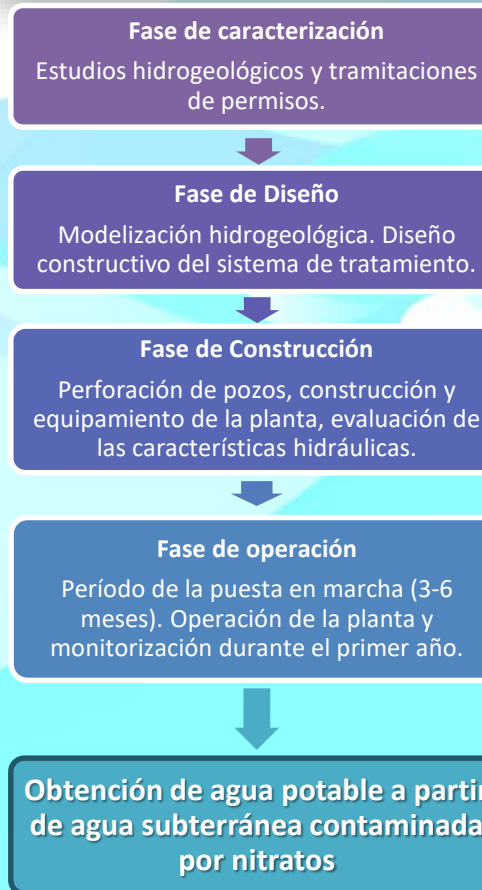 Fase de caracterización
Estudios hidrogeológicos y tramitaciones
de permisos.
Fase de Diseño
Modelización hidrogeológica. Diseño
constructivo del sistema de tratamiento.
Fase de Construcción
Perforación de pozos, construcción y
equipamiento de la planta, evaluación de
las características hidráulicas.
Fase de operación
Período de la puesta en marcha (3-6
meses). Operación de la planta y
monitorización durante el primer año.
Obtención de agua potable a partir
de agua subterránea contaminada
por nitratos